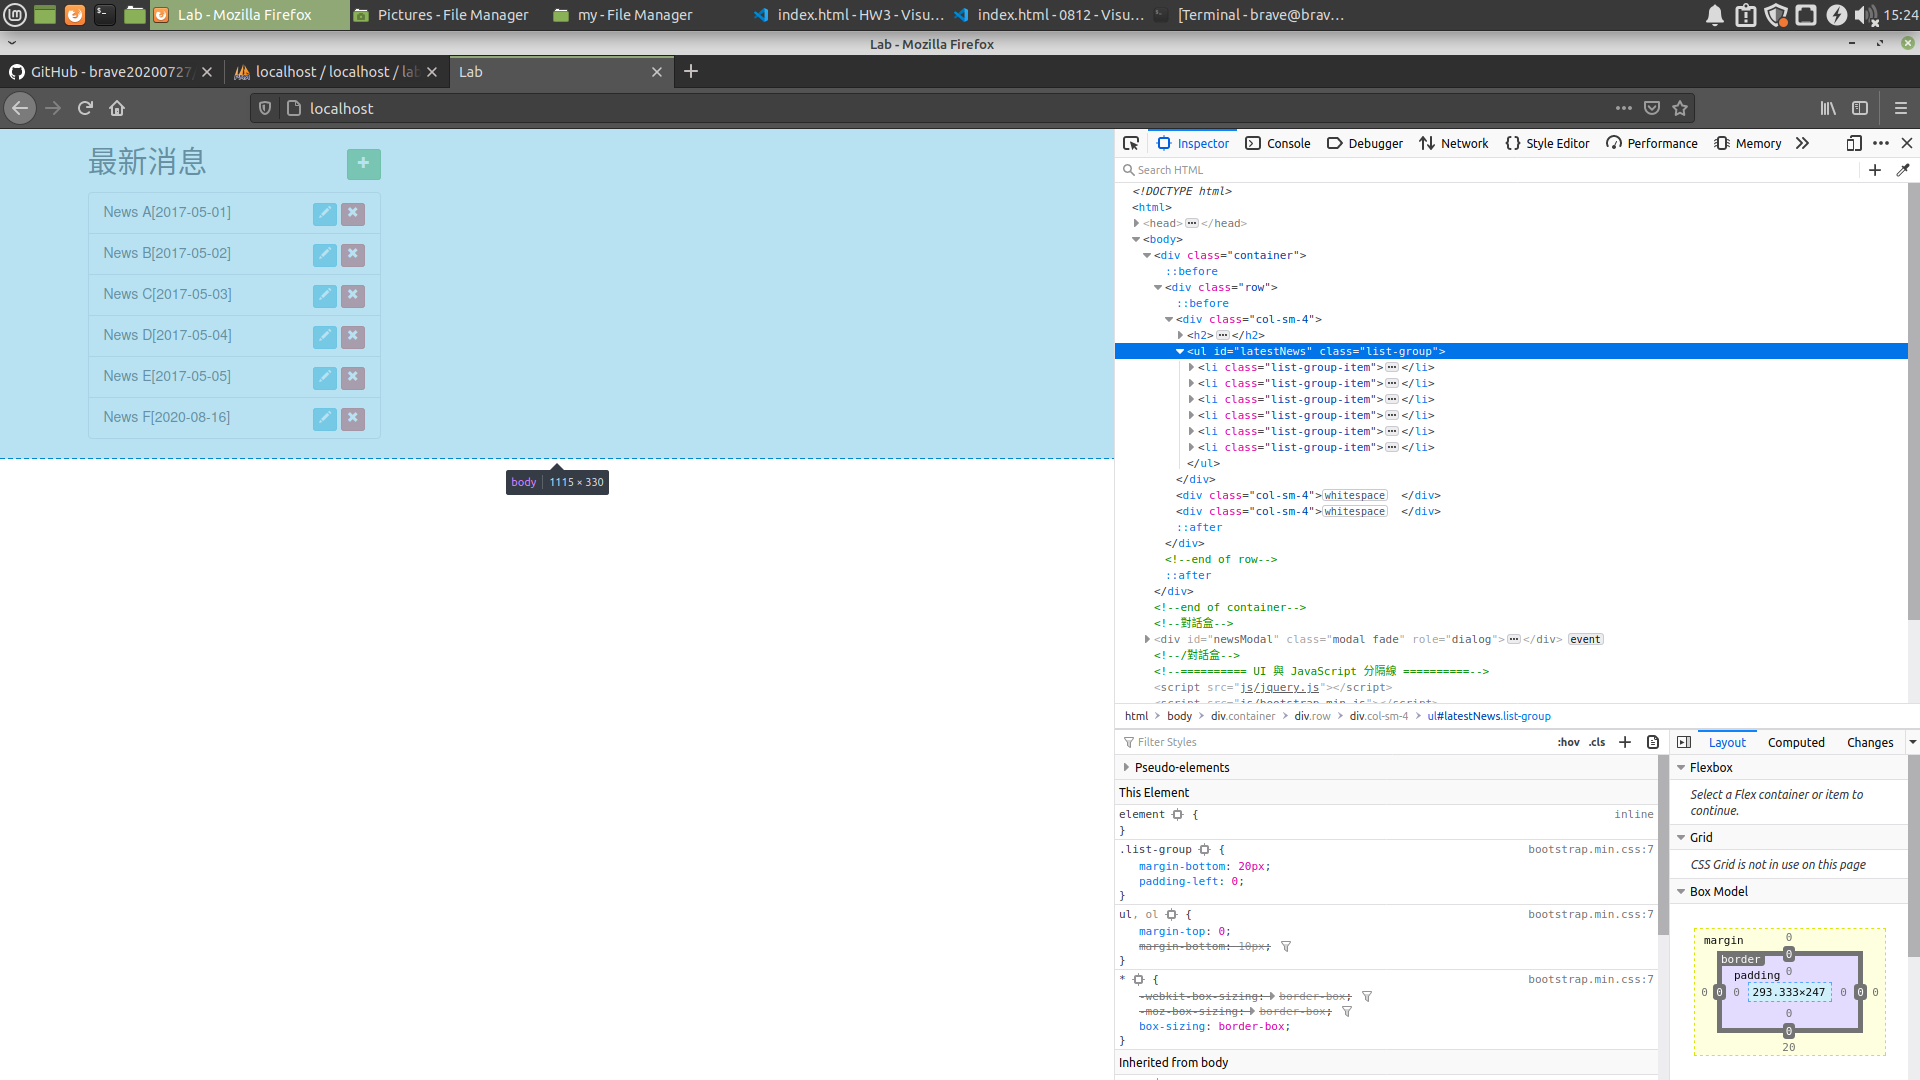 Lab - Mozilla Firefox
Pictures - File Manager
my - File Manager
index.html - HW3 - Visu...
index.html - 0812 - Visu...
[Terminal - brave@brav...
15:24
Lab - Mozilla Firefox
GitHub - brave20200727
localhost / localhost / lab
Lab
localhost
最新消息
News A[2017-05-01]
News B[2017-05-02]
News C[2017-05-03]
News D[2017-05-04]
News E[2017-05-05]
News F[2020-08-16]
body 1115 × 330
Inspector
Console
Debugger
Network
Style Editor
Performance
Memory
Search HTML
<!DOCTYPE html>
<html>
<head></head>
<body>
<div class="container">
::before
<div class="row">
::before
<div class="col-sm-4">
<h2></h2>
<ul id="latestNews" class="list-group">
<li class="list-group-item"></li>
<li class="list-group-item"></li>
<li class="list-group-item"></li>
<li class="list-group-item"></li>
<li class="list-group-item"></li>
<li class="list-group-item"></li>
</ul>
</div>
<div class="col-sm-4">whitespace </div>
<div class="col-sm-4">whitespace </div>
::after
</div>
<!--end of row-->
::after
</div>
<!--end of container-->
<!--對話盒-->
<div id="newsModal" class="modal fade" role="dialog"></div> event
<!--/對話盒-->
<!--========== UI 與 JavaScript 分隔線 ==========-->
<script src="js/jquery.js"></script>
<script src="js/bootstrap.min.js"></script>
html body div.container div.row div.col-sm-4 ul#latestNews.list-group
Filter Styles
:hov .cls
Pseudo-elements
This Element
element {
inline
}
.list-group {
bootstrap.min.css:7
margin-bottom: 20px;
padding-left: 0;
}
ul, ol {
bootstrap.min.css:7
margin-top: 0;
margin-bottom: 10px;
}
* {
bootstrap.min.css:7
-webkit-box-sizing: border-box;
-moz-box-sizing: border-box;
box-sizing: border-box;
}
Inherited from body
Layout
Computed
Changes
Flexbox
Select a Flex container or item to
continue.
Grid
CSS Grid is not in use on this page
Box Model
margin
0
border
0
padding
0
0 0 0 293.333×247 0 0 0
0
0
20